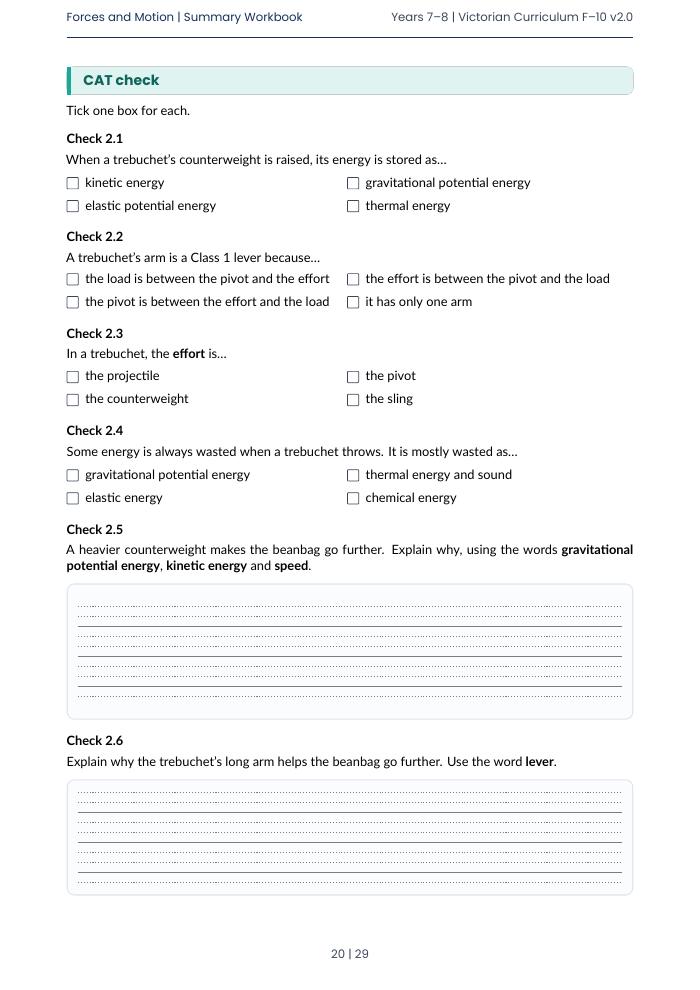 Forces and Motion | Summary Workbook
Years 7–8 | Victorian Curriculum F–10 v2.0
CAT check
Tick one box for each.
Check 2.1
When a trebuchet's counterweight is raised, its energy is stored as…
kinetic energy
gravitational potential energy
elastic potential energy
thermal energy
Check 2.2
A trebuchet's arm is a Class 1 lever because…
the load is between the pivot and the effort
the effort is between the pivot and the load
the pivot is between the effort and the load
it has only one arm
Check 2.3
In a trebuchet, the effort is…
the projectile
the pivot
the counterweight
the sling
Check 2.4
Some energy is always wasted when a trebuchet throws. It is mostly wasted as…
gravitational potential energy
thermal energy and sound
elastic energy
chemical energy
Check 2.5
A heavier counterweight makes the beanbag go further. Explain why, using the words gravitational
potential energy, kinetic energy and speed.
Check 2.6
Explain why the trebuchet's long arm helps the beanbag go further. Use the word lever.
20 | 29